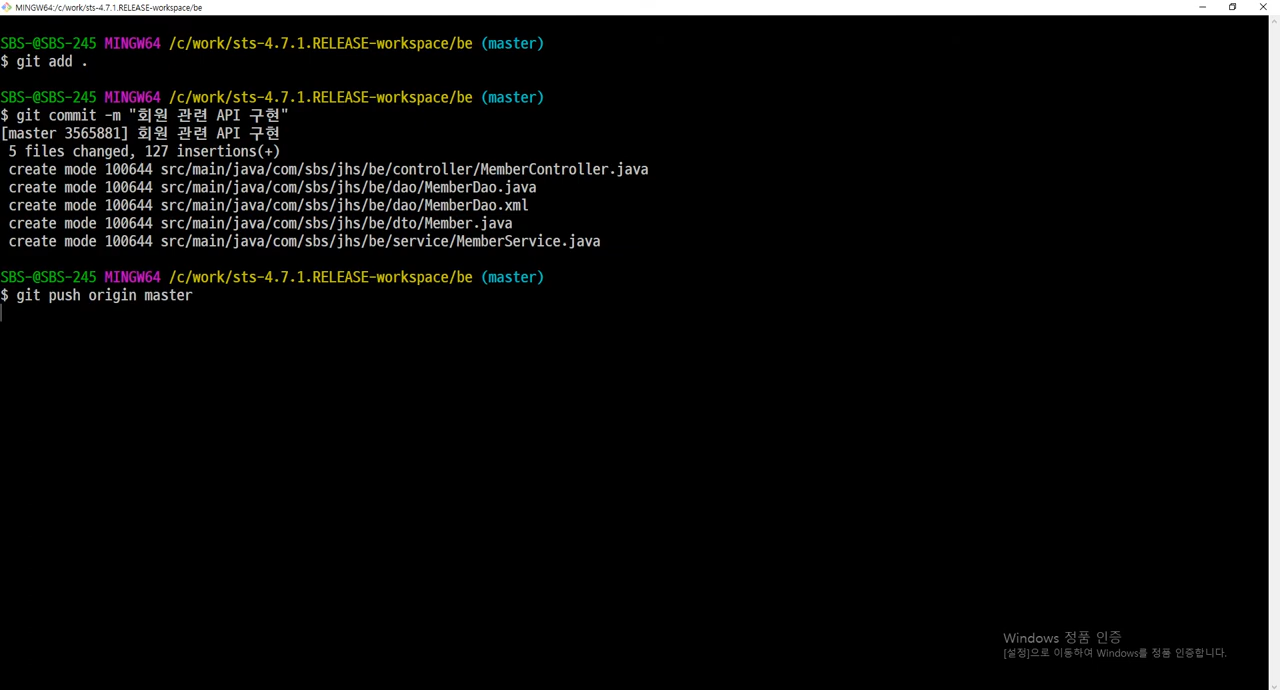 MINGW64:/c/work/sts-4.7.1.RELEASE-workspace/be
SBS-@SBS-245 MINGW64 /c/work/sts-4.7.1.RELEASE-workspace/be (master)
$ git add .
SBS-@SBS-245 MINGW64 /c/work/sts-4.7.1.RELEASE-workspace/be (master)
$ git commit -m "회원 관련 API 구현"
[master 3565881] 회원 관련 API 구현
5 files changed, 127 insertions(+)
create mode 100644 src/main/java/com/sbs/jhs/be/controller/MemberController.java
create mode 100644 src/main/java/com/sbs/jhs/be/dao/MemberDao.java
create mode 100644 src/main/java/com/sbs/jhs/be/dao/MemberDao.xml
create mode 100644 src/main/java/com/sbs/jhs/be/dto/Member.java
create mode 100644 src/main/java/com/sbs/jhs/be/service/MemberService.java
SBS-@SBS-245 MINGW64 /c/work/sts-4.7.1.RELEASE-workspace/be (master)
$ git push origin master
Windows 정품 인증
[설정]으로 이동하여 Windows를 정품 인증합니다.